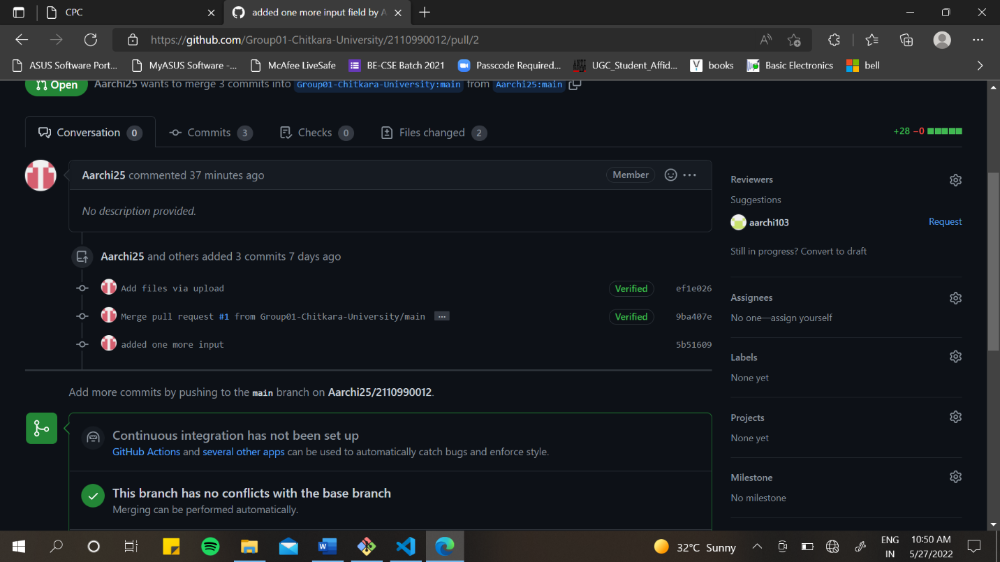 CPC
added one more input field by A
https://github.com/Group01-Chitkara-University/2110990012/pull/2
ASUS Software Port...
MyASUS Software -...
McAfee LiveSafe
BE-CSE Batch 2021
Passcode Required...
UGC_Student_Affid...
books
Basic Electronics
bell
Open
Aarchi25 wants to merge 3 commits into Group01-Chitkara-University:main from Aarchi25:main
Conversation 0
Commits 3
Checks 0
Files changed 2
+28 −0
Aarchi25 commented 37 minutes ago
Member
No description provided.
Aarchi25 and others added 3 commits 7 days ago
Add files via upload
Verified
ef1e026
Merge pull request #1 from Group01-Chitkara-University/main ...
Verified
9ba407e
added one more input
5b51609
Add more commits by pushing to the main branch on Aarchi25/2110990012.
Continuous integration has not been set up
GitHub Actions and several other apps can be used to automatically catch bugs and enforce style.
This branch has no conflicts with the base branch
Merging can be performed automatically.
Reviewers
Suggestions
aarchi103
Request
Still in progress? Convert to draft
Assignees
No one—assign yourself
Labels
None yet
Projects
None yet
Milestone
No milestone
32°C Sunny
ENG
IN
10:50 AM
5/27/2022